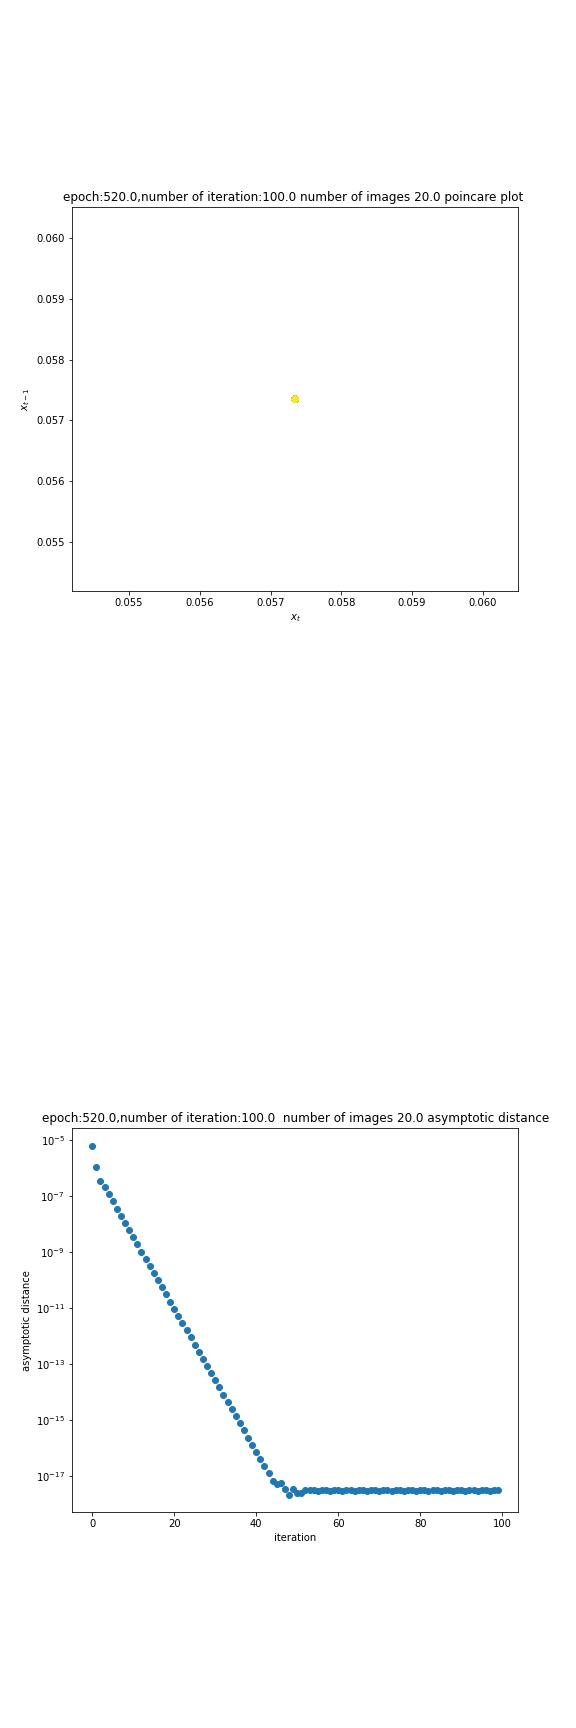 epoch:520.0,number of iteration:100.0 number of images 20.0 poincare plot
0.060
0.059
0.058
0.057
0.056
0.055
x_{t-1}
0.055 0.056 0.057 0.058 0.059 0.060
x_t
epoch:520.0,number of iteration:100.0  number of images 20.0 asymptotic distance
10^{-5}
10^{-7}
10^{-9}
10^{-11}
10^{-13}
10^{-15}
10^{-17}
asymptotic distance
0 20 40 60 80 100
iteration